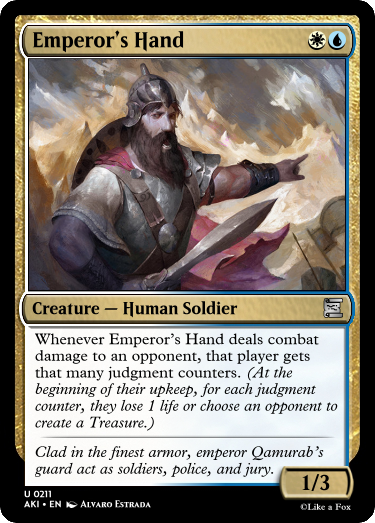 Emperor's Hand
Creature — Human Soldier
Whenever Emperor's Hand deals combat
damage to an opponent, that player gets
that many judgment counters. (At the
beginning of their upkeep, for each judgment
counter, they lose 1 life or choose an opponent to
create a Treasure.)
Clad in the finest armor, emperor Qamurab's
guard act as soldiers, police, and jury.
1/3
U 0211
AKI • EN Alvaro Estrada
©Like a Fox